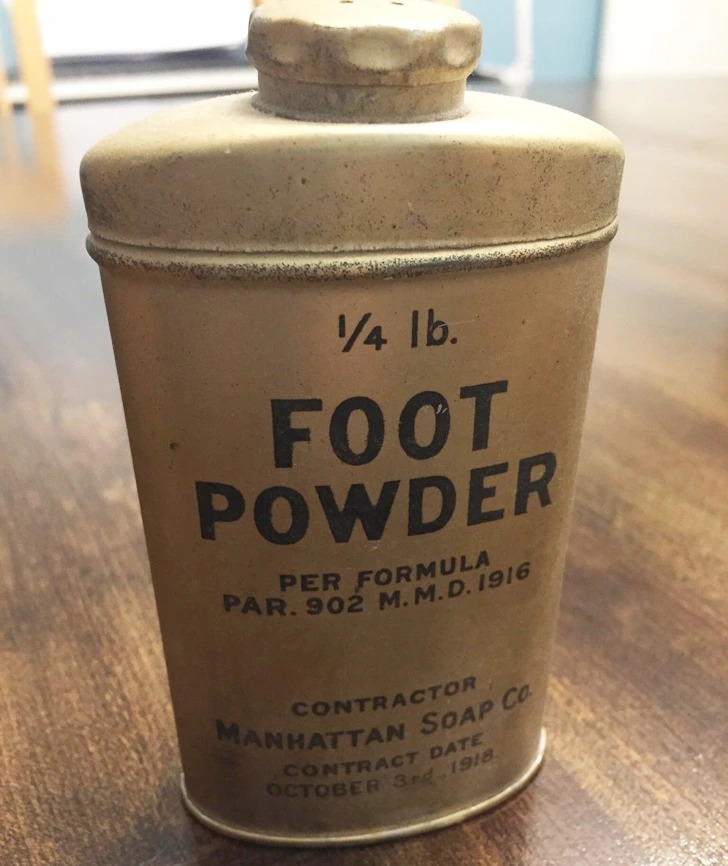 1/4 lb.
FOOT
POWDER
PER FORMULA
PAR. 902 M.M.D. 1916
CONTRACTOR
MANHATTAN SOAP CO.
CONTRACT DATE
OCTOBER 3rd, 1918